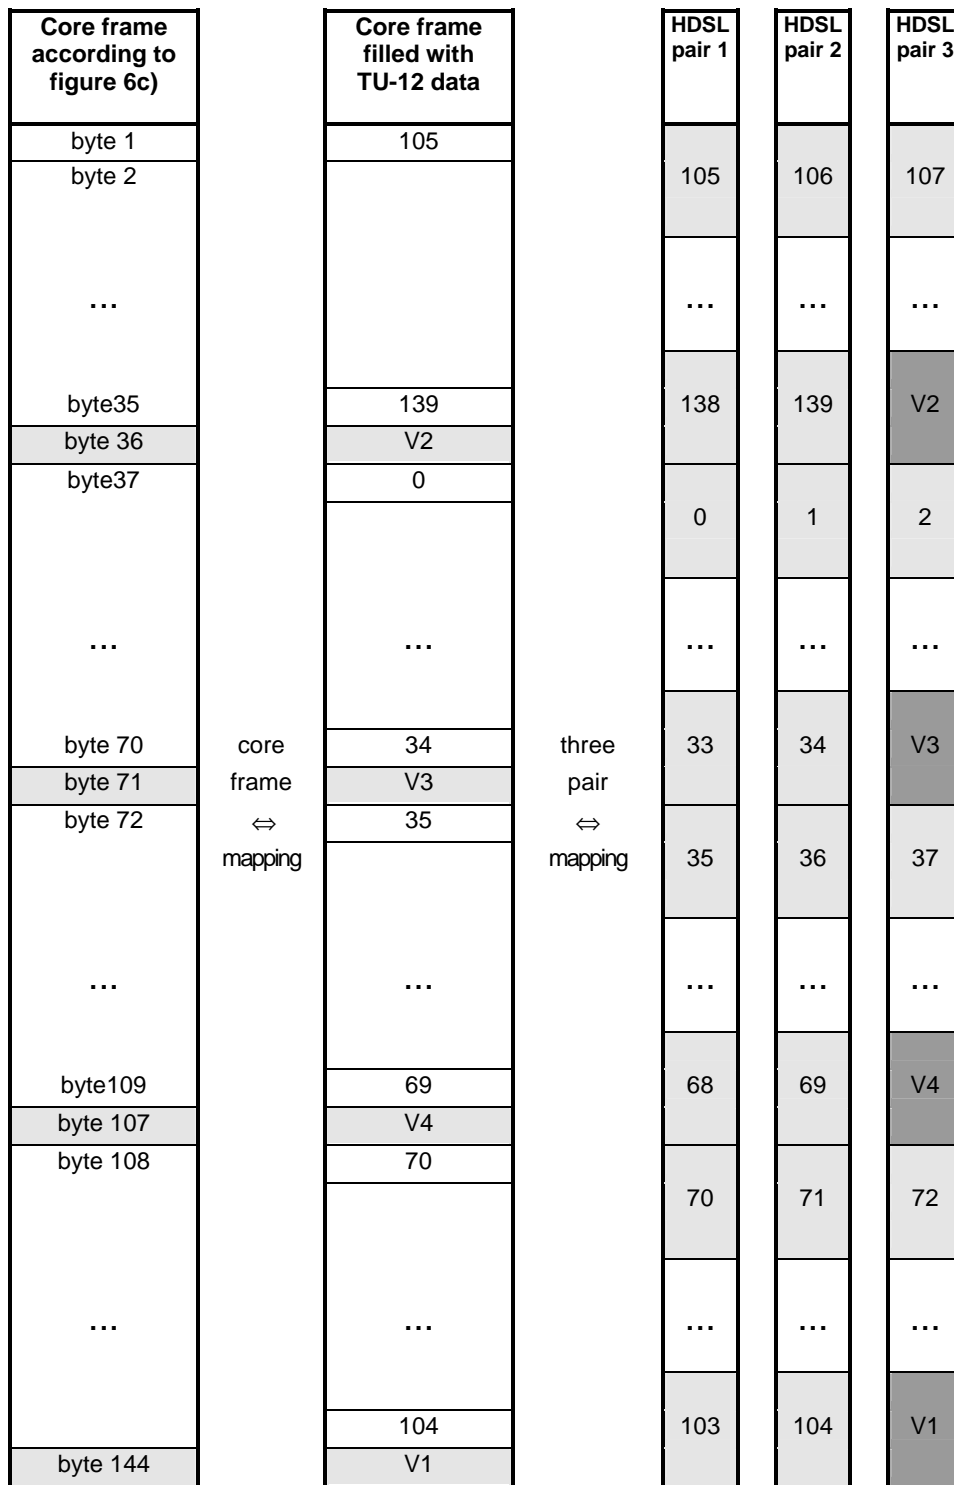 Core frame according to figure 6c)
Core frame filled with TU-12 data
HDSL pair 1
HDSL pair 2
HDSL pair 3
byte 1 105
byte 2 105 106 107
... ... ... ...
byte35 139 138 139 V2
byte 36 V2
byte37 0
0 1 2
... ... ... ... ...
byte 70 core 34 three 33 34 V3
byte 71 frame V3 pair
byte 72 ⇔ 35 ⇔
mapping mapping 35 36 37
... ... ... ... ...
byte109 69 68 69 V4
byte 107 V4
byte 108 70
70 71 72
... ... ... ... ...
104 103 104 V1
byte 144 V1